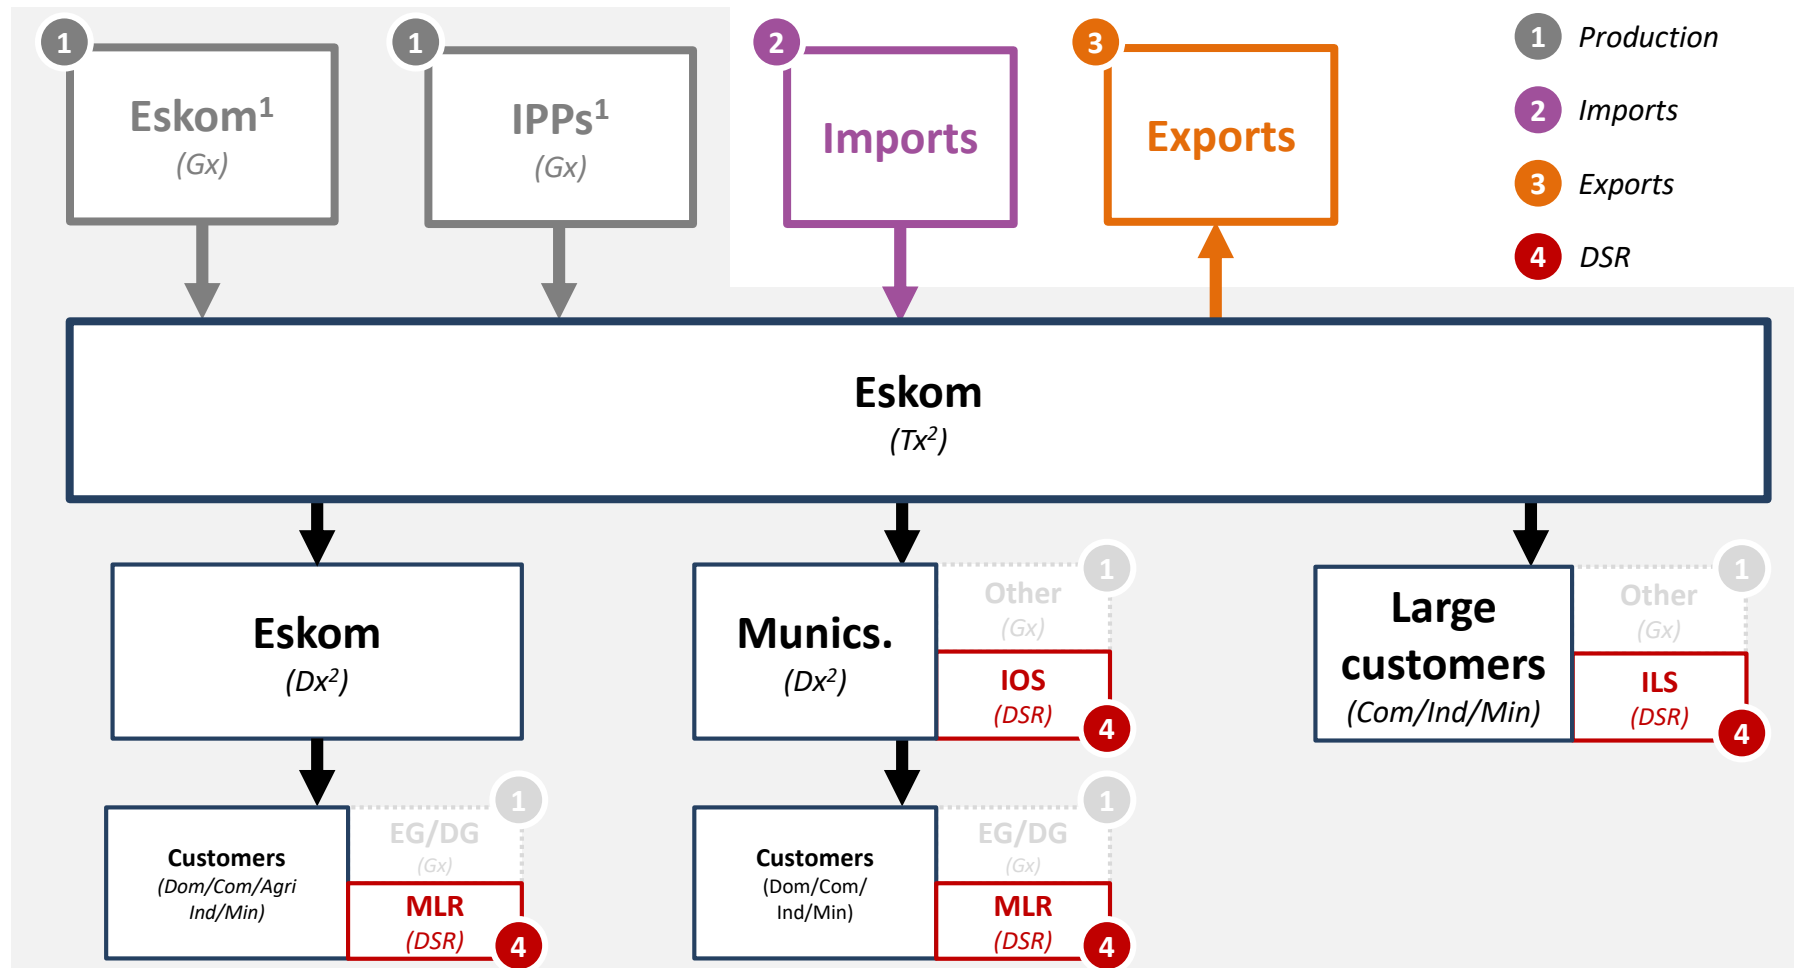 1
Eskom¹
(Gx)
1
IPPs¹
(Gx)
2
Imports
3
Exports
1 Production
2 Imports
3 Exports
4 DSR
Eskom
(Tx²)
Eskom
(Dx²)
Munics.
(Dx²)
1
Other
(Gx)
IOS
(DSR)
4
Large
customers
(Com/Ind/Min)
1
Other
(Gx)
ILS
(DSR)
4
Customers
(Dom/Com/Agri
Ind/Min)
1
EG/DG
(Gx)
MLR
(DSR)
4
Customers
(Dom/Com/
Ind/Min)
1
EG/DG
(Gx)
MLR
(DSR)
4